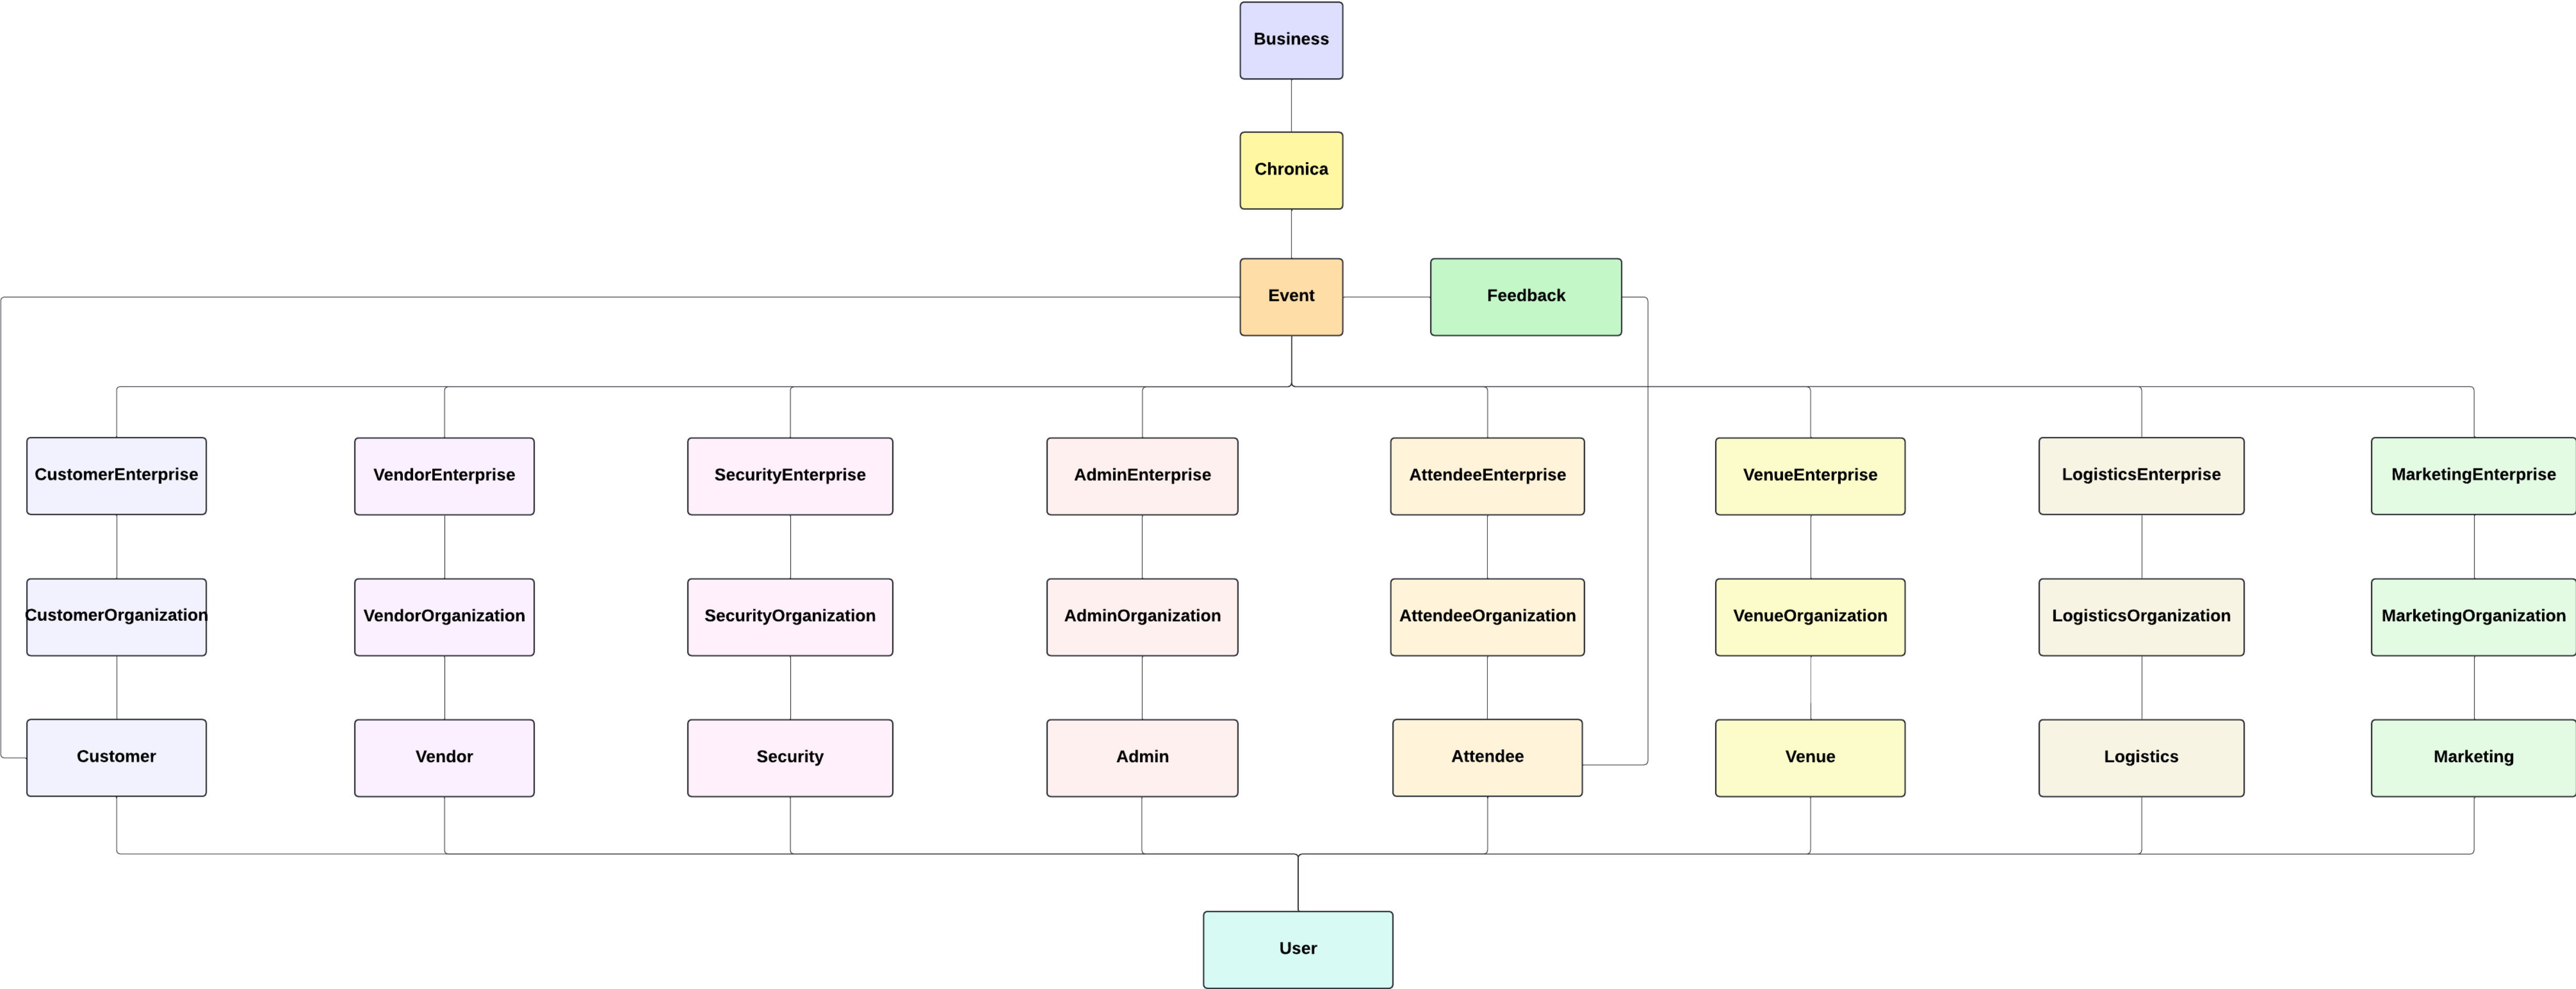 Business
Chronica
Event
Feedback
CustomerEnterprise
VendorEnterprise
SecurityEnterprise
AdminEnterprise
AttendeeEnterprise
VenueEnterprise
LogisticsEnterprise
MarketingEnterprise
CustomerOrganization
VendorOrganization
SecurityOrganization
AdminOrganization
AttendeeOrganization
VenueOrganization
LogisticsOrganization
MarketingOrganization
Customer
Vendor
Security
Admin
Attendee
Venue
Logistics
Marketing
User